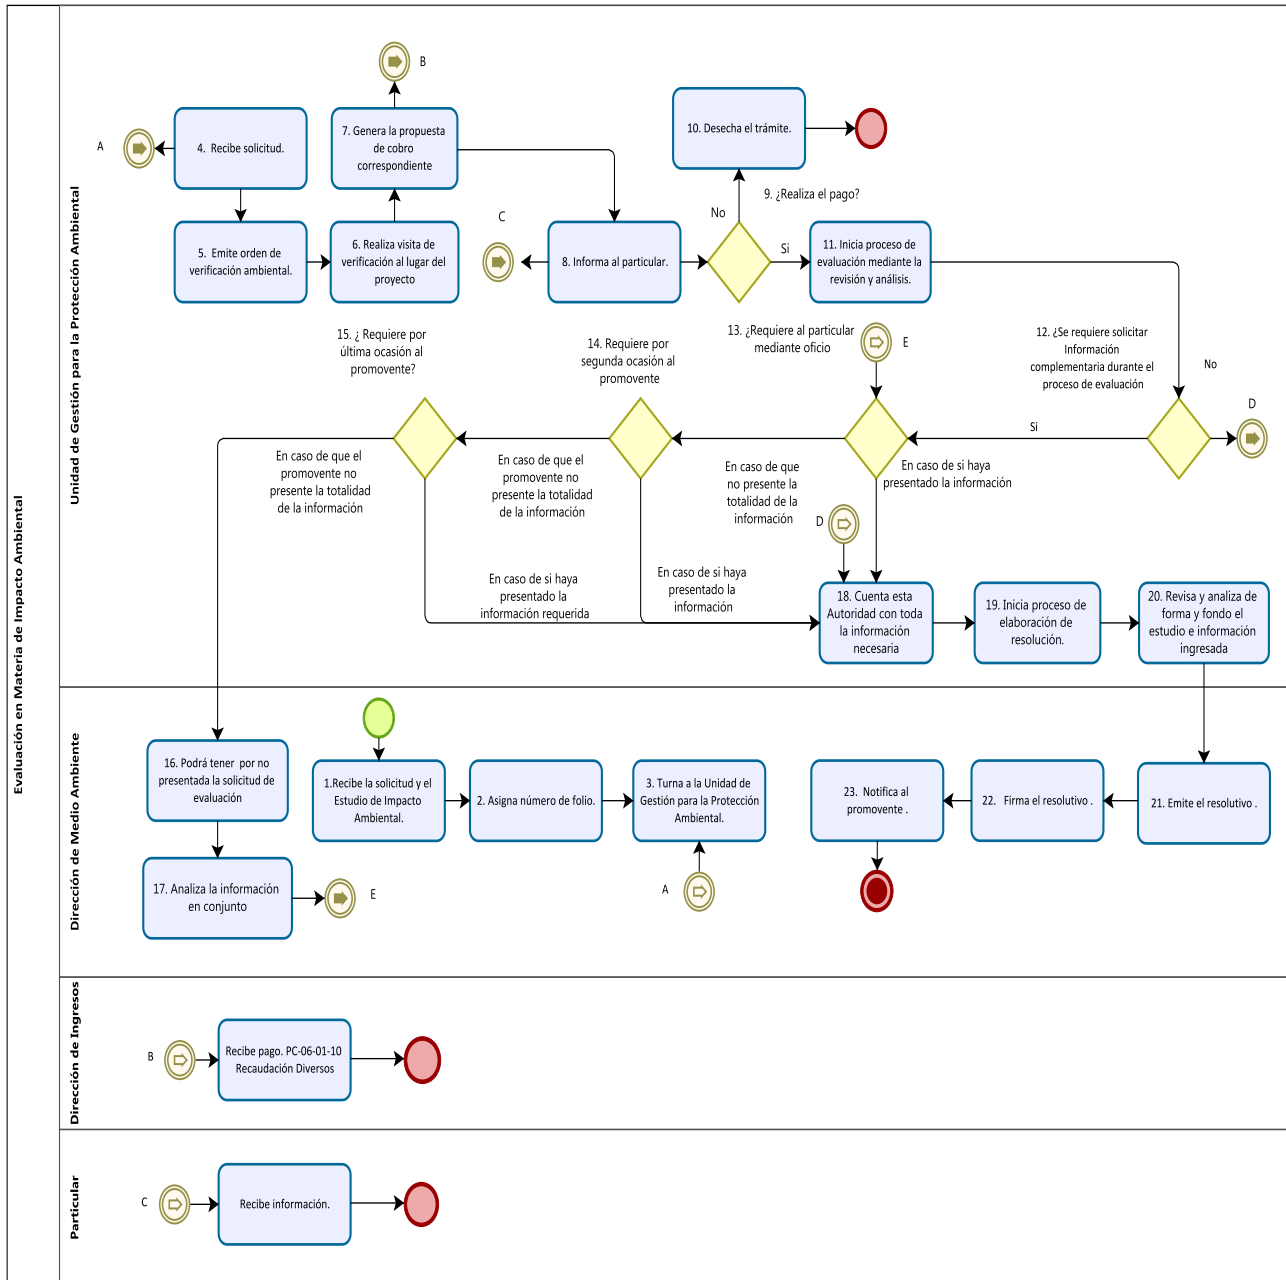 Evaluación en Materia de Impacto Ambiental
Unidad de Gestión para la Protección Ambiental
B
A
4. Recibe solicitud.
7. Genera la propuesta
de cobro
correspondiente
10. Desecha el trámite.
9. ¿Realiza el pago?
No
C
5. Emite orden de
verificación ambiental.
6. Realiza visita de
verificación al lugar del
proyecto
8. Informa al particular.
Si
11. Inicia proceso de
evaluación mediante la
revisión y análisis.
15. ¿ Requiere por
última ocasión al
promovente?
14. Requiere por
segunda ocasión al
promovente
13. ¿Requiere al particular
mediante oficio
E
12. ¿Se requiere solicitar
Información
complementaria durante el
proceso de evaluación
No
D
Si
En caso de que el
promovente no
presente la totalidad
de la información
En caso de que el
promovente no
presente la totalidad
de la información
En caso de que
no presente la
totalidad de la
información
En caso de si haya
presentado la información
D
En caso de si haya
presentado la
información requerida
En caso de si haya
presentado la
información
18. Cuenta esta
Autoridad con toda
la información
necesaria
19. Inicia proceso de
elaboración de
resolución.
20. Revisa y analiza de
forma y fondo el
estudio e información
ingresada
Dirección de Medio Ambiente
16. Podrá tener por no
presentada la solicitud de
evaluación
1.Recibe la solicitud y el
Estudio de Impacto
Ambiental.
2. Asigna número de folio.
3. Turna a la Unidad de
Gestión para la Protección
Ambiental.
23. Notifica al
promovente .
22. Firma el resolutivo .
21. Emite el resolutivo .
17. Analiza la información
en conjunto
E
A
Dirección de Ingresos
B
Recibe pago. PC-06-01-10
Recaudación Diversos
Particular
C
Recibe información.